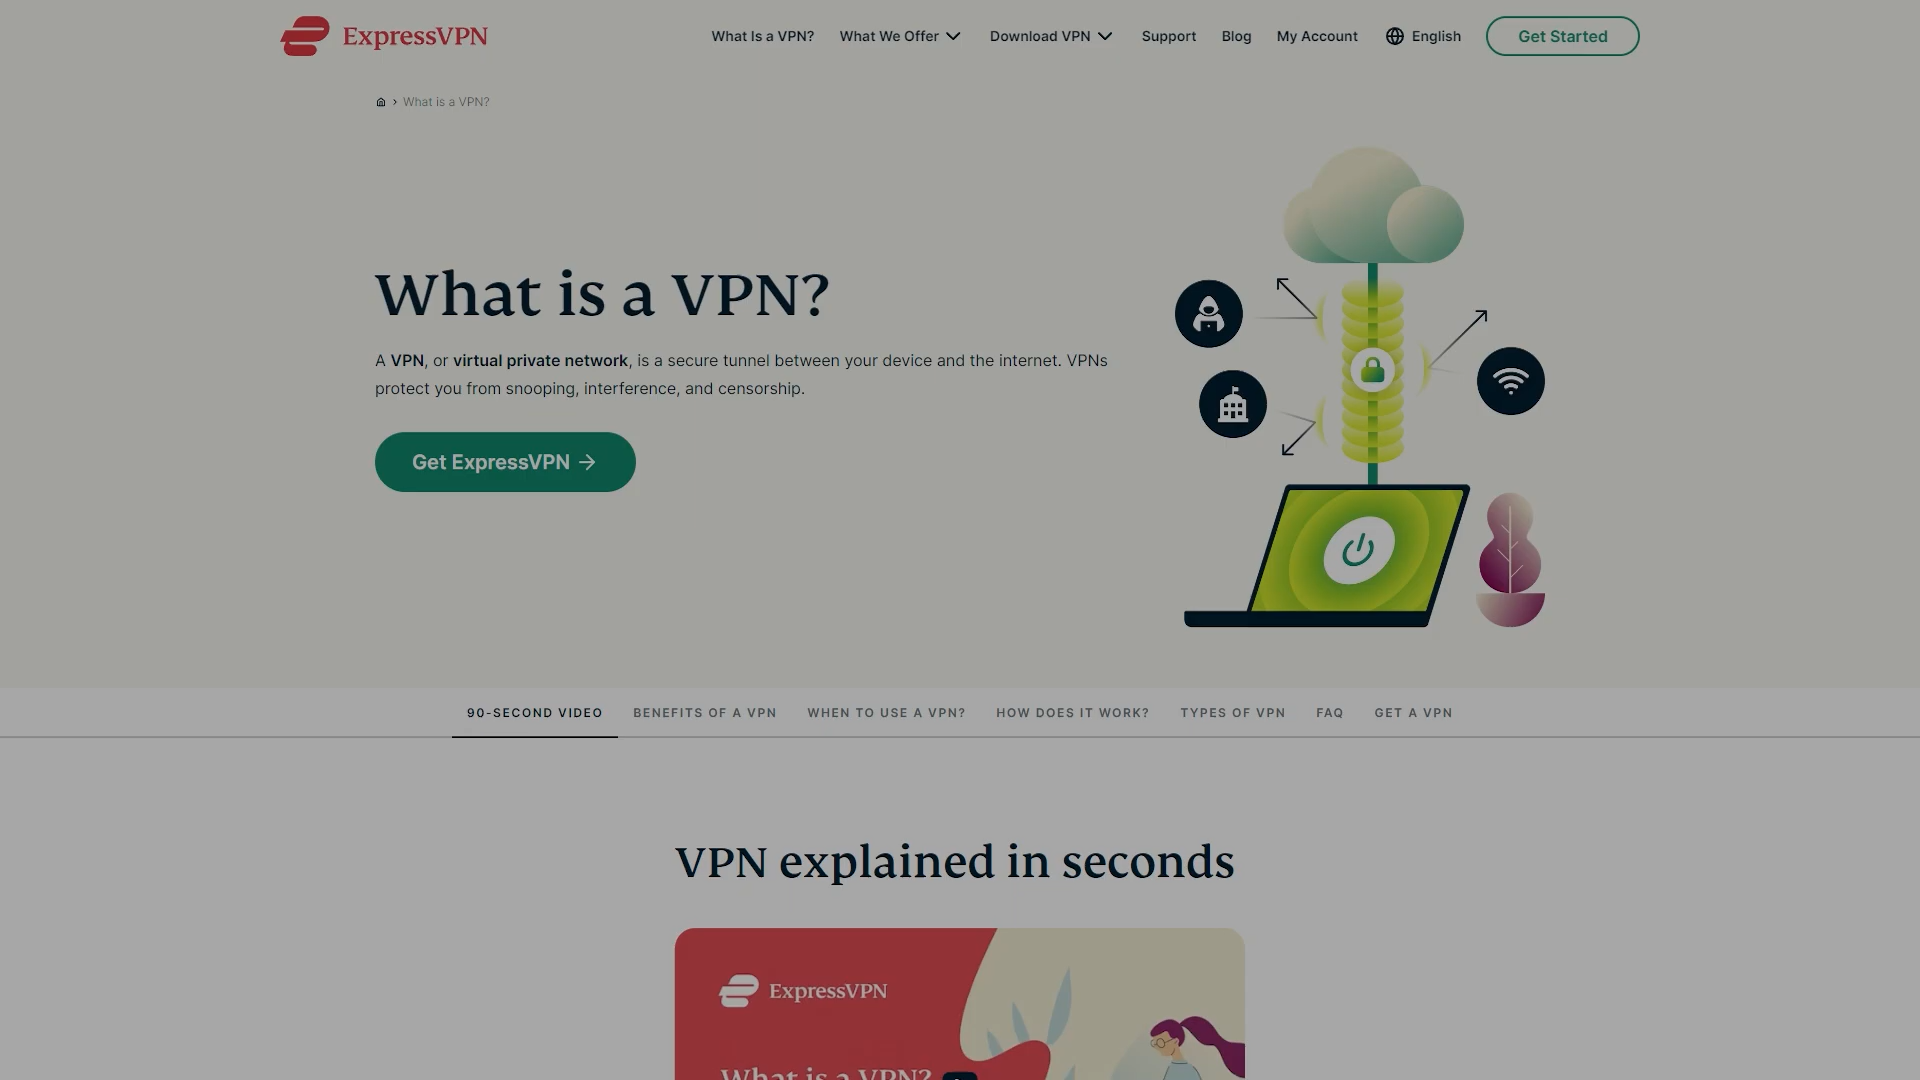 ExpressVPN
What Is a VPN?
What We Offer
Download VPN
Support
Blog
My Account
English
Get Started
What is a VPN?
What is a VPN?
A VPN, or virtual private network, is a secure tunnel between your device and the internet. VPNs
protect you from snooping, interference, and censorship.
Get ExpressVPN
90-SECOND VIDEO
BENEFITS OF A VPN
WHEN TO USE A VPN?
HOW DOES IT WORK?
TYPES OF VPN
FAQ
GET A VPN
VPN explained in seconds
ExpressVPN
What is a VPN?